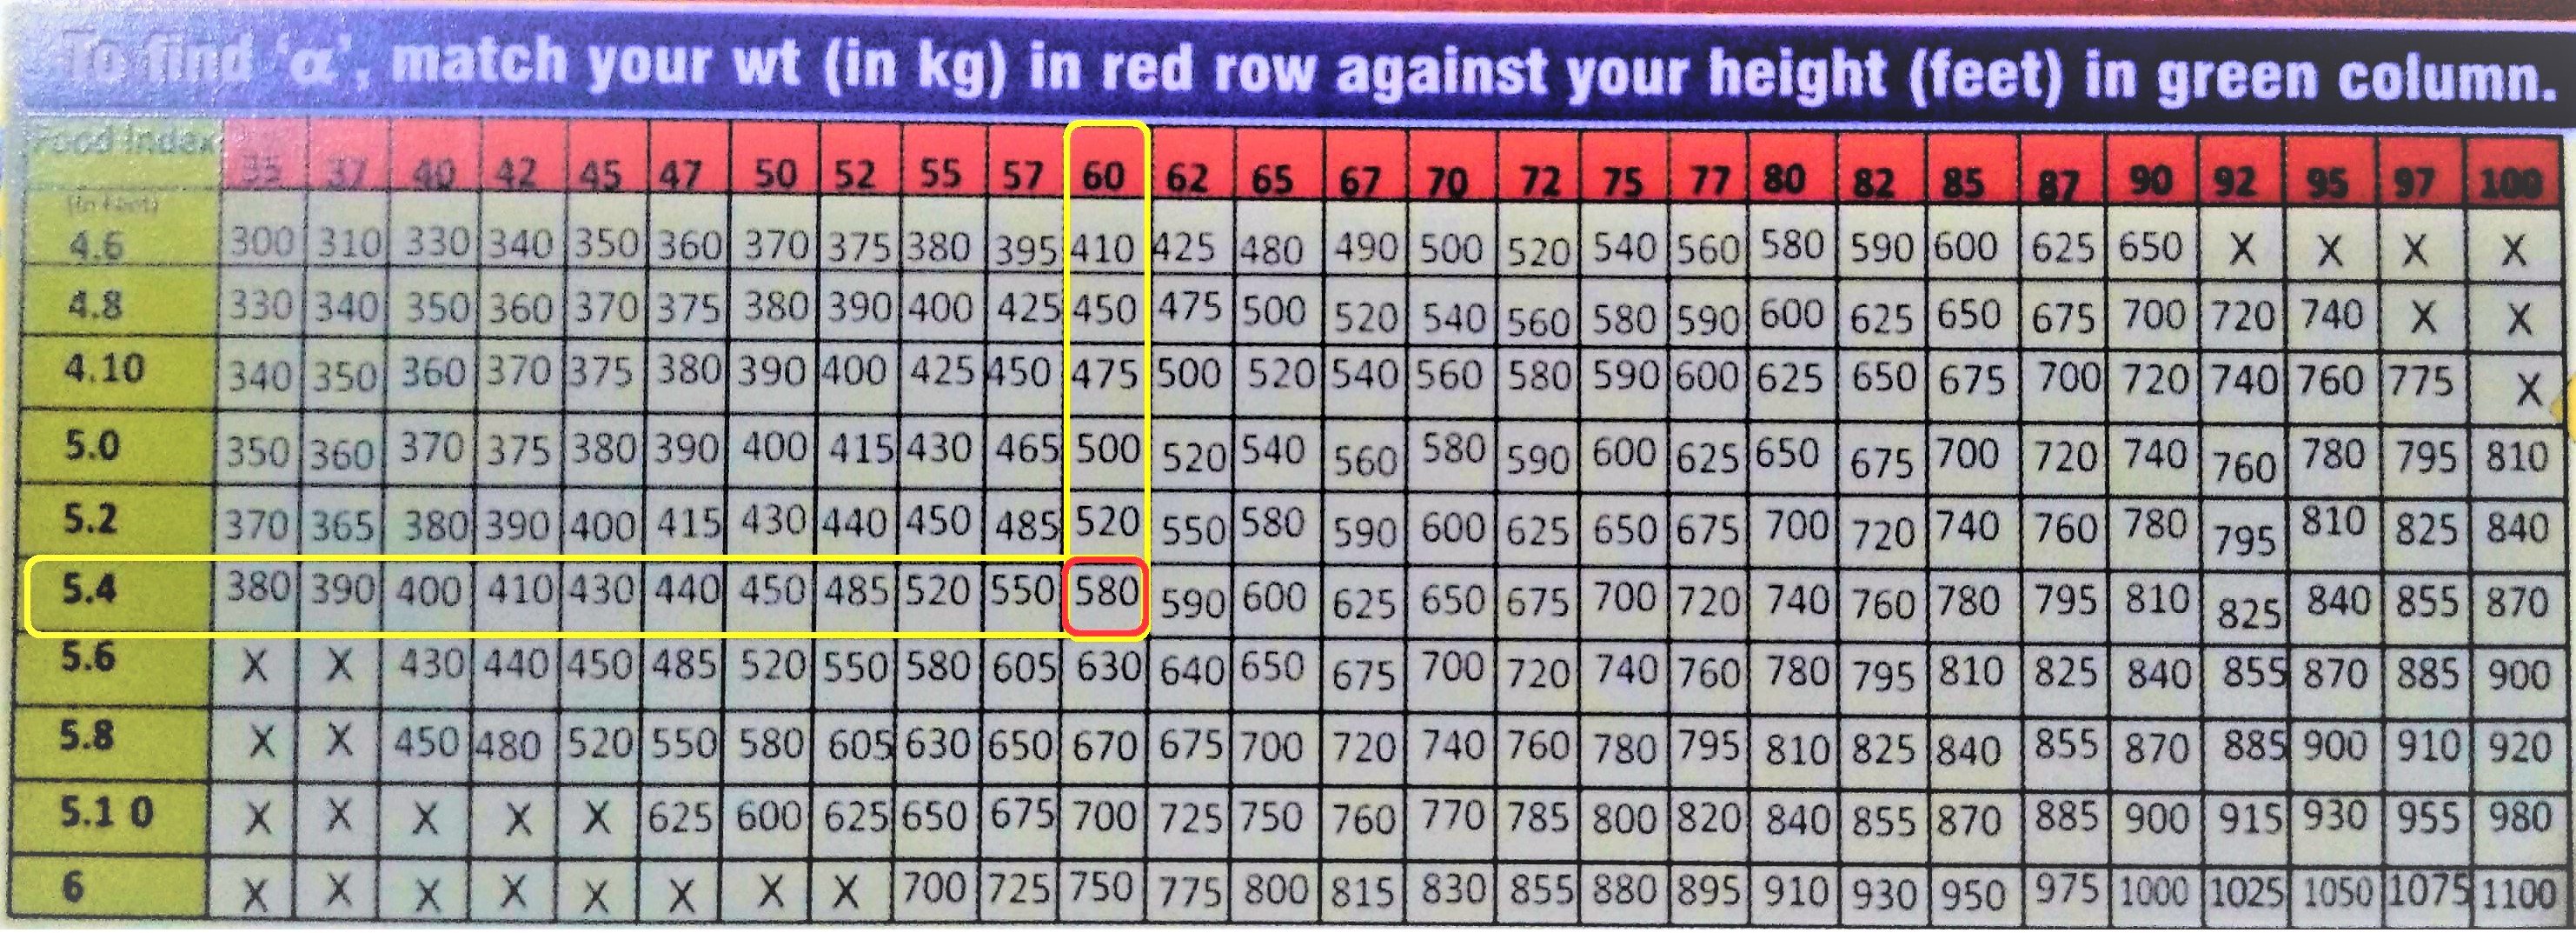 To find ‘α’, match your wt (in kg) in red row against your height (feet) in green column.
Food Index 35 37 40 42 45 47 50 52 55 57 60 62 65 67 70 72 75 77 80 82 85 87 90 92 95 97 100
(In feet)
4.6 300 310 330 340 350 360 370 375 380 395 410 425 480 490 500 520 540 560 580 590 600 625 650 X X X X
4.8 330 340 350 360 370 375 380 390 400 425 450 475 500 520 540 560 580 590 600 625 650 675 700 720 740 X X
4.10 340 350 360 370 375 380 390 400 425 450 475 500 520 540 560 580 590 600 625 650 675 700 720 740 760 775 X
5.0 350 360 370 375 380 390 400 415 430 465 500 520 540 560 580 590 600 625 650 675 700 720 740 760 780 795 810
5.2 370 365 380 390 400 415 430 440 450 485 520 550 580 590 600 625 650 675 700 720 740 760 780 795 810 825 840
5.4 380 390 400 410 430 440 450 485 520 550 580 590 600 625 650 675 700 720 740 760 780 795 810 825 840 855 870
5.6 X X 430 440 450 485 520 550 580 605 630 640 650 675 700 720 740 760 780 795 810 825 840 855 870 885 900
5.8 X X 450 480 520 550 580 605 630 650 670 675 700 720 740 760 780 795 810 825 840 855 870 885 900 910 920
5.1 0 X X X X X 625 600 625 650 675 700 725 750 760 770 785 800 820 840 855 870 885 900 915 930 955 980
6 X X X X X X X X 700 725 750 775 800 815 830 855 880 895 910 930 950 975 1000 1025 1050 1075 1100